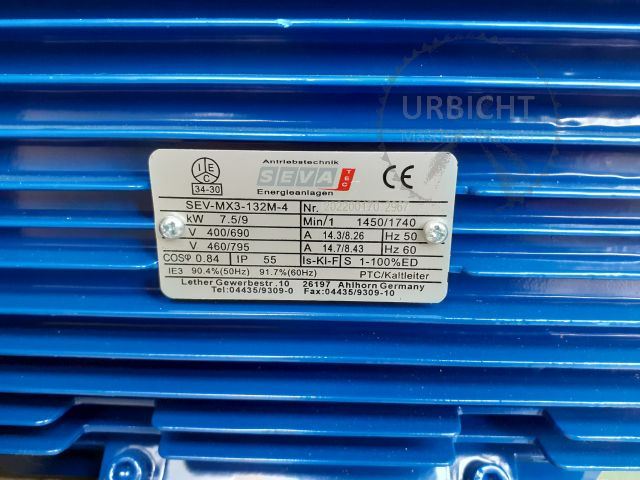 URBICHT
IEC
34-30
Antriebstechnik
SEVA TEC
Energieanlagen
CE
SEV-MX3-132M-4 Nr.
kW 7.5/9 Min/1 1450/1740
V 400/690 A 14.3/8.26 Hz 50
V 460/795 A 14.7/8.43 Hz 60
COSφ 0.84 IP 55 Is-Kl-F S 1-100%ED
IE3 90.4%(50Hz) 91.7%(60Hz) PTC/Kaltleiter
Lether Gewerbestr.10 26197 Ahlhorn Germany
Tel:04435/9309-0 Fax:04435/9309-10